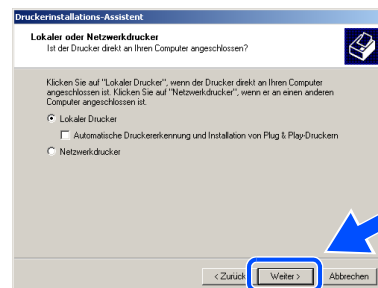 Druckerinstallations-Assistent
Lokaler oder Netzwerkdrucker
Ist der Drucker direkt an Ihren Computer angeschlossen?
Klicken Sie auf "Lokaler Drucker", wenn der Drucker direkt an Ihren Computer
angeschlossen ist. Klicken Sie auf "Netzwerkdrucker", wenn er an einen anderen
Computer angeschlossen ist.
Lokaler Drucker
Automatische Druckererkennung und Installation von Plug & Play-Druckern
Netzwerkdrucker
< Zurück Weiter > Abbrechen